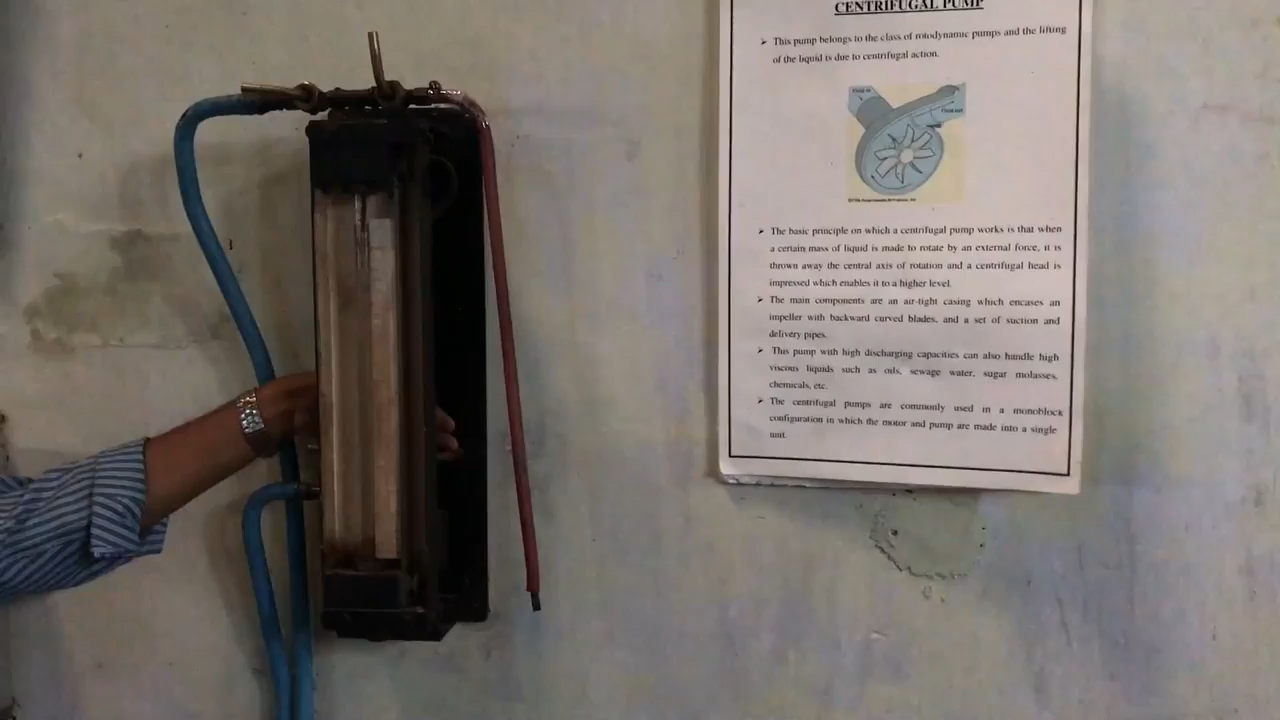 CENTRIFUGAL PUMP
➢ This pump belongs to the class of rotodynamic pumps and the lifting
of the liquid is due to centrifugal action.
➢ The basic principle on which a centrifugal pump works is that when
a certain mass of liquid is made to rotate by an external force, it is
thrown away the central axis of rotation and a centrifugal head is
impressed which enables it to a higher level.
➢ The main components are an air-tight casing which encases an
impeller with backward curved blades, and a set of suction and
delivery pipes.
➢ This pump with high discharging capacities can also handle high
viscous liquids such as oils, sewage water, sugar molasses,
chemicals, etc.
➢ The centrifugal pumps are commonly used in a monoblock
configuration in which the motor and pump are made into a single
unit.